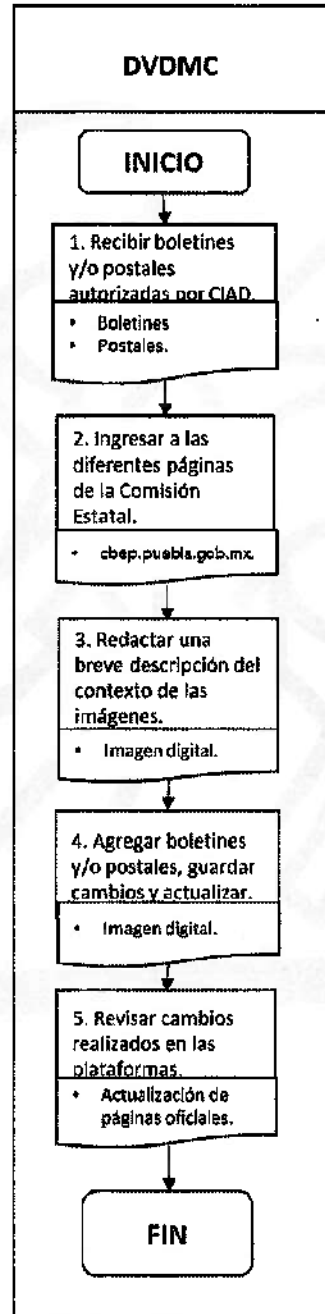 DVDMC
INICIO
1. Recibir boletines
y/o postales
autorizadas por CIAD.
• Boletines
• Postales.
2. Ingresar a las
diferentes páginas
de la Comisión
Estatal.
• cbep.puebla.gob.mx.
3. Redactar una
breve descripción del
contexto de las
imágenes.
• Imagen digital.
4. Agregar boletines
y/o postales, guardar
cambios y actualizar.
• Imagen digital.
5. Revisar cambios
realizados en las
plataformas.
• Actualización de
páginas oficiales.
FIN